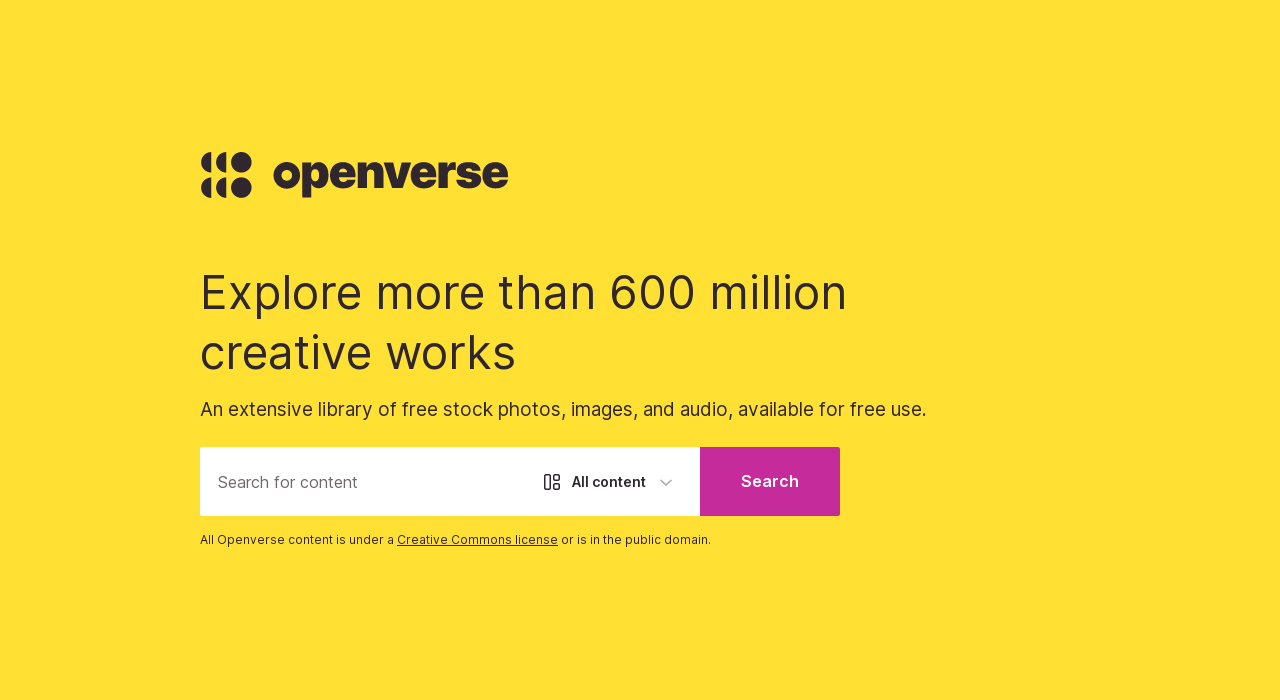 openverse
Explore more than 600 million
creative works
An extensive library of free stock photos, images, and audio, available for free use.
Search for content
All content
Search
All Openverse content is under a Creative Commons license or is in the public domain.